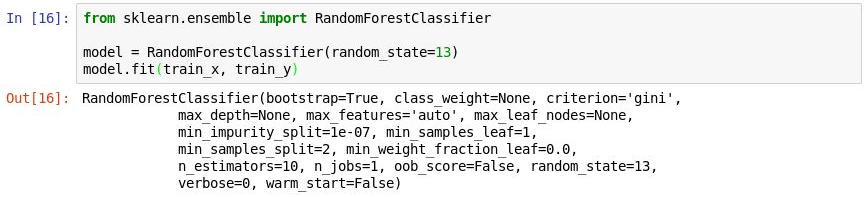 In [16]: from sklearn.ensemble import RandomForestClassifier
model = RandomForestClassifier(random_state=13)
model.fit(train_x, train_y)
Out[16]: RandomForestClassifier(bootstrap=True, class_weight=None, criterion='gini',
max_depth=None, max_features='auto', max_leaf_nodes=None,
min_impurity_split=1e-07, min_samples_leaf=1,
min_samples_split=2, min_weight_fraction_leaf=0.0,
n_estimators=10, n_jobs=1, oob_score=False, random_state=13,
verbose=0, warm_start=False)